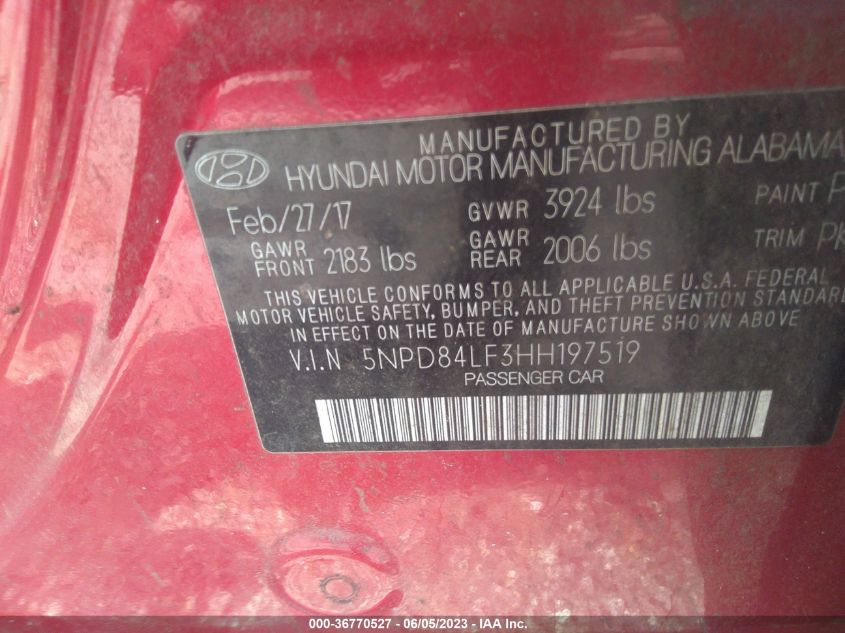 MANUFACTURED BY
HYUNDAI MOTOR MANUFACTURING ALABAMA
Feb/27/17 GVWR 3924 lbs PAINT P
GAWR FRONT 2183 lbs GAWR REAR 2006 lbs TRIM PK
THIS VEHICLE CONFORMS TO ALL APPLICABLE U.S.A. FEDERAL
MOTOR VEHICLE SAFETY, BUMPER, AND THEFT PREVENTION STANDARD
IN EFFECT ON THE DATE OF MANUFACTURE SHOWN ABOVE
V.I.N 5NPD84LF3HH197519
PASSENGER CAR
000-36770527 - 06/05/2023 - IAA Inc.